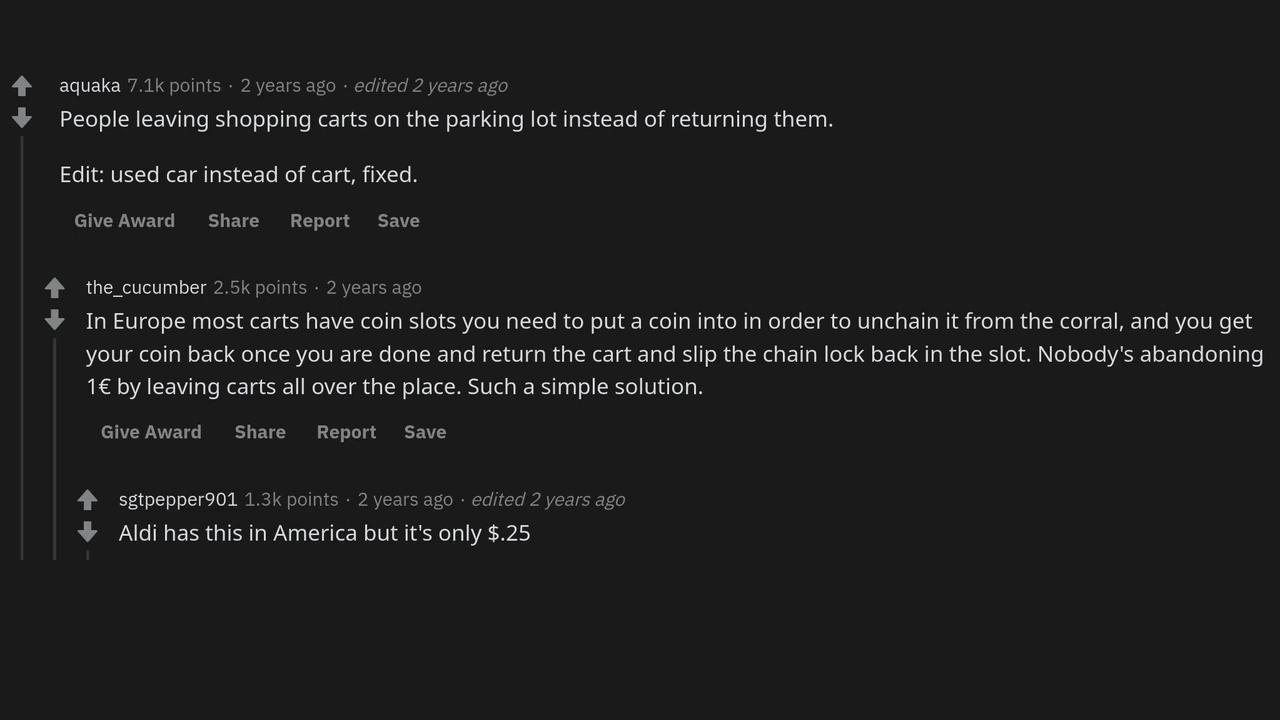 aquaka 7.1k points · 2 years ago · edited 2 years ago
People leaving shopping carts on the parking lot instead of returning them.
Edit: used car instead of cart, fixed.
Give Award Share Report Save
the_cucumber 2.5k points · 2 years ago
In Europe most carts have coin slots you need to put a coin into in order to unchain it from the corral, and you get
your coin back once you are done and return the cart and slip the chain lock back in the slot. Nobody's abandoning
1€ by leaving carts all over the place. Such a simple solution.
Give Award Share Report Save
sgtpepper901 1.3k points · 2 years ago · edited 2 years ago
Aldi has this in America but it's only $.25